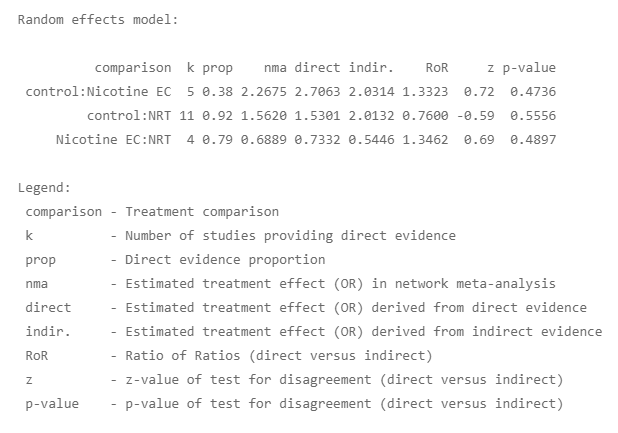 Random effects model:
comparison k prop nma direct indir. RoR z p-value
control:Nicotine EC 5 0.38 2.2675 2.7063 2.0314 1.3323 0.72 0.4736
control:NRT 11 0.92 1.5620 1.5301 2.0132 0.7600 -0.59 0.5556
Nicotine EC:NRT 4 0.79 0.6889 0.7332 0.5446 1.3462 0.69 0.4897
Legend:
comparison - Treatment comparison
k - Number of studies providing direct evidence
prop - Direct evidence proportion
nma - Estimated treatment effect (OR) in network meta-analysis
direct - Estimated treatment effect (OR) derived from direct evidence
indir. - Estimated treatment effect (OR) derived from indirect evidence
RoR - Ratio of Ratios (direct versus indirect)
z - z-value of test for disagreement (direct versus indirect)
p-value - p-value of test for disagreement (direct versus indirect)